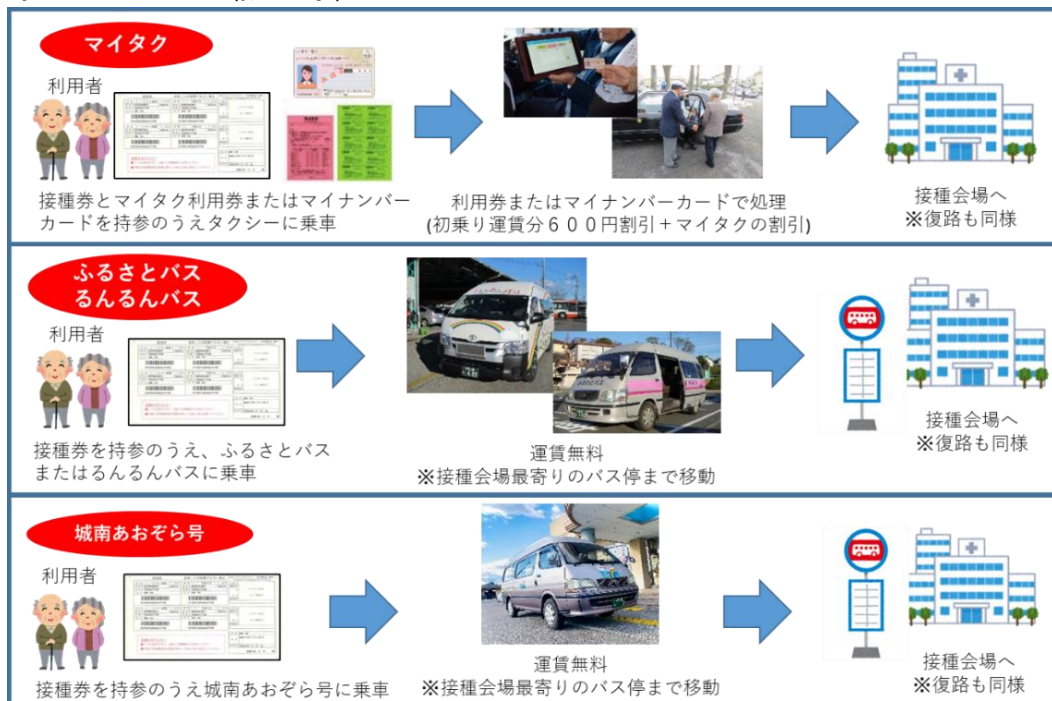 マイタク
利用者
接種券とマイタク利用券またはマイナンバー
カードを持参のうえタクシーに乗車
利用券またはマイナンバーカードで処理
(初乗り運賃分６００円割引＋マイタクの割引)
接種会場へ
※復路も同様
ふるさとバス
るんるんバス
利用者
接種券を持参のうえ、ふるさとバス
またはるんるんバスに乗車
運賃無料
※接種会場最寄りのバス停まで移動
接種会場へ
※復路も同様
城南あおぞら号
利用者
接種券を持参のうえ城南あおぞら号に乗車
運賃無料
※接種会場最寄りのバス停まで移動
接種会場へ
※復路も同様